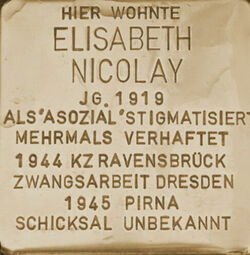 HIER WOHNTE
ELISABETH
NICOLAY
JG. 1919
ALS "ASOZIAL" STIGMATISIERT
MEHRMALS VERHAFTET
1944 KZ RAVENSBRÜCK
ZWANGSARBEIT DRESDEN
1945 PIRNA
SCHICKSAL UNBEKANNT